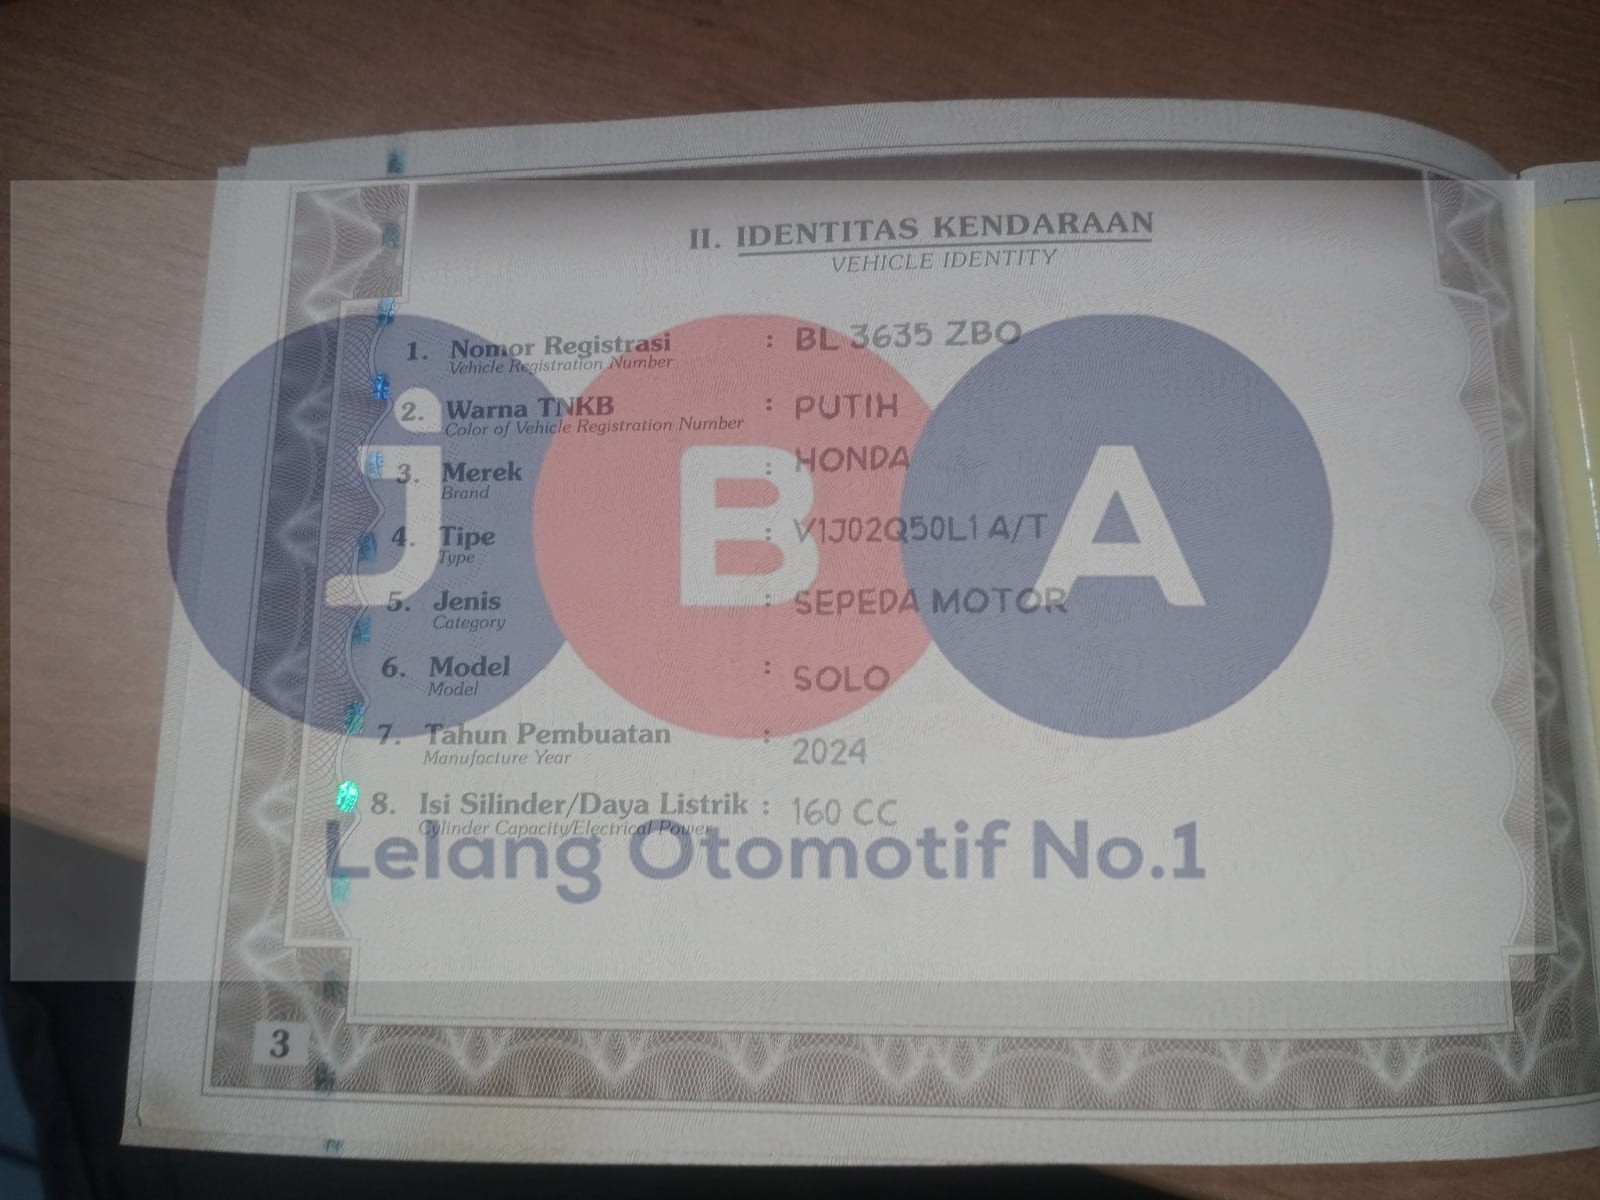 II. IDENTITAS KENDARAAN
VEHICLE IDENTITY
1. Nomor Registrasi : BL 3635 ZBO
Vehicle Registration Number
2. Warna TNKB : PUTIH
Color of Vehicle Registration Number
3. Merek : HONDA
Brand
4. Tipe : V1J02Q50L1 A/T
Type
5. Jenis : SEPEDA MOTOR
Category
6. Model : SOLO
Model
7. Tahun Pembuatan : 2024
Manufacture Year
8. Isi Silinder/Daya Listrik : 160 CC
Cylinder Capacity/Electrical Power
jBA
Lelang Otomotif No.1
3